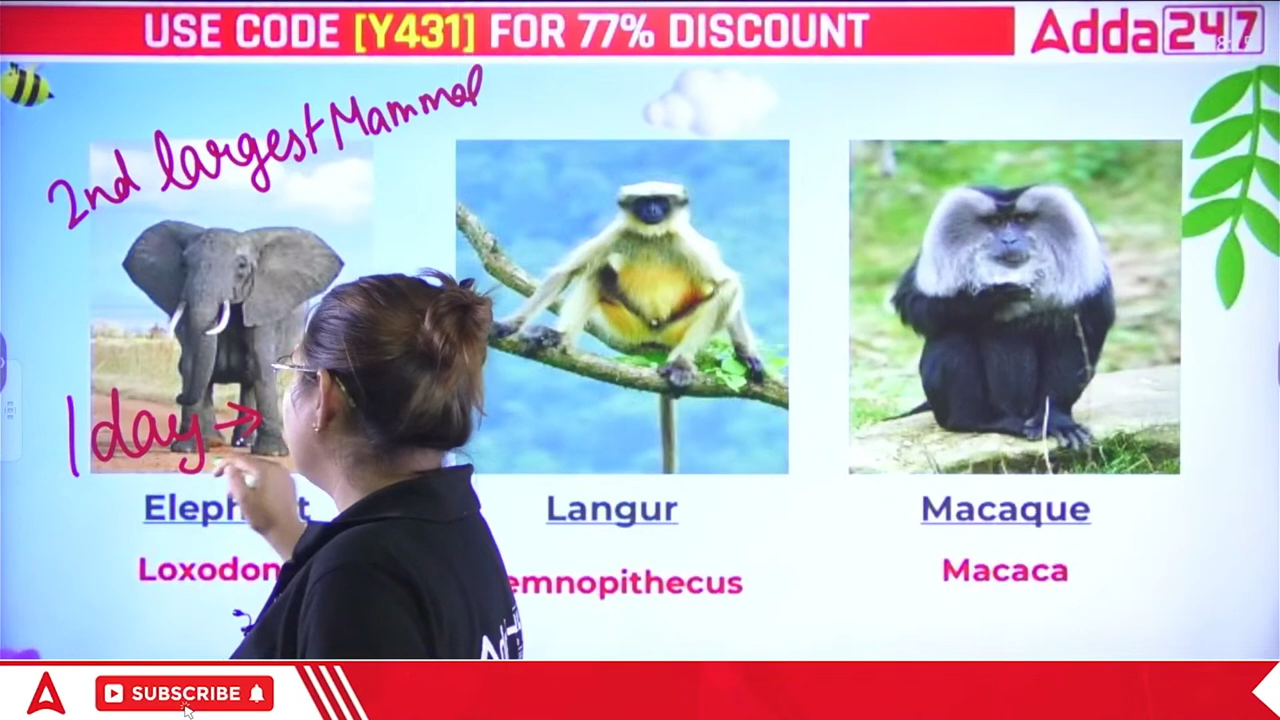 USE CODE [Y431] FOR 77% DISCOUNT
Adda247
2nd largest Mammal
1 day →
Langur
Macaque
Macaca
SUBSCRIBE